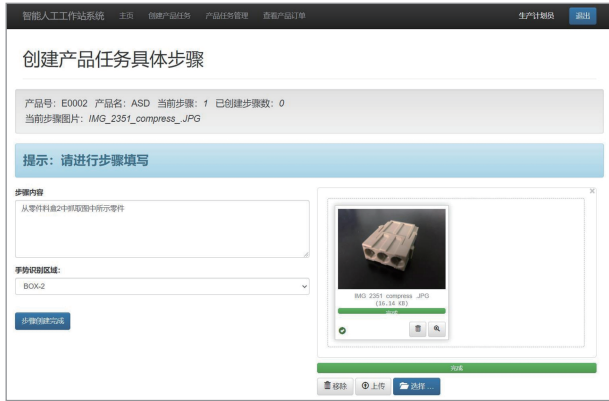 智能人工工作站系统 主页 创建产品任务 产品任务管理 查看产品订单 生产计划员 退出
创建产品任务具体步骤
产品号：E0002 产品名：ASD 当前步骤：1 已创建步骤数：0
当前步骤图片：IMG_2351_compress_.JPG
提示：请进行步骤填写
步骤内容
从零件料盒2中抓取图中所示零件
手势识别区域：
BOX-2
步骤创建完成
×
IMG_2351_compress_.JPG
(16.14 KB)
完成
完成
移除 上传 选择 ...